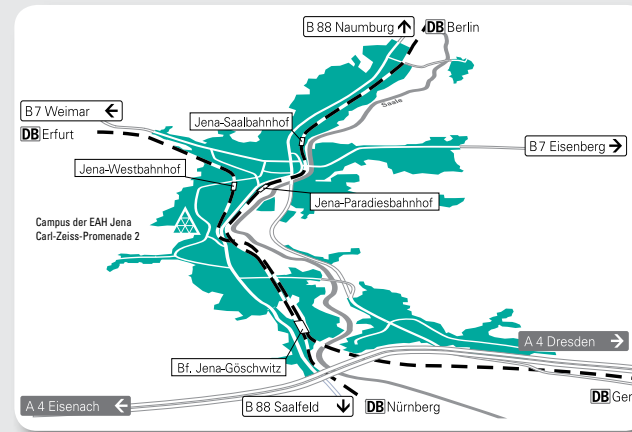 B 88 Naumburg ↑
DB Berlin
Saale
B 7 Weimar ←
DB Erfurt
Jena-Saalbahnhof
B 7 Eisenberg →
Jena-Westbahnhof
Jena-Paradiesbahnhof
Campus der EAH Jena
Carl-Zeiss-Promenade 2
A 4 Dresden →
Bf. Jena-Göschwitz
A 4 Eisenach ←
B 88 Saalfeld ↓
DB Nürnberg
DB Ger